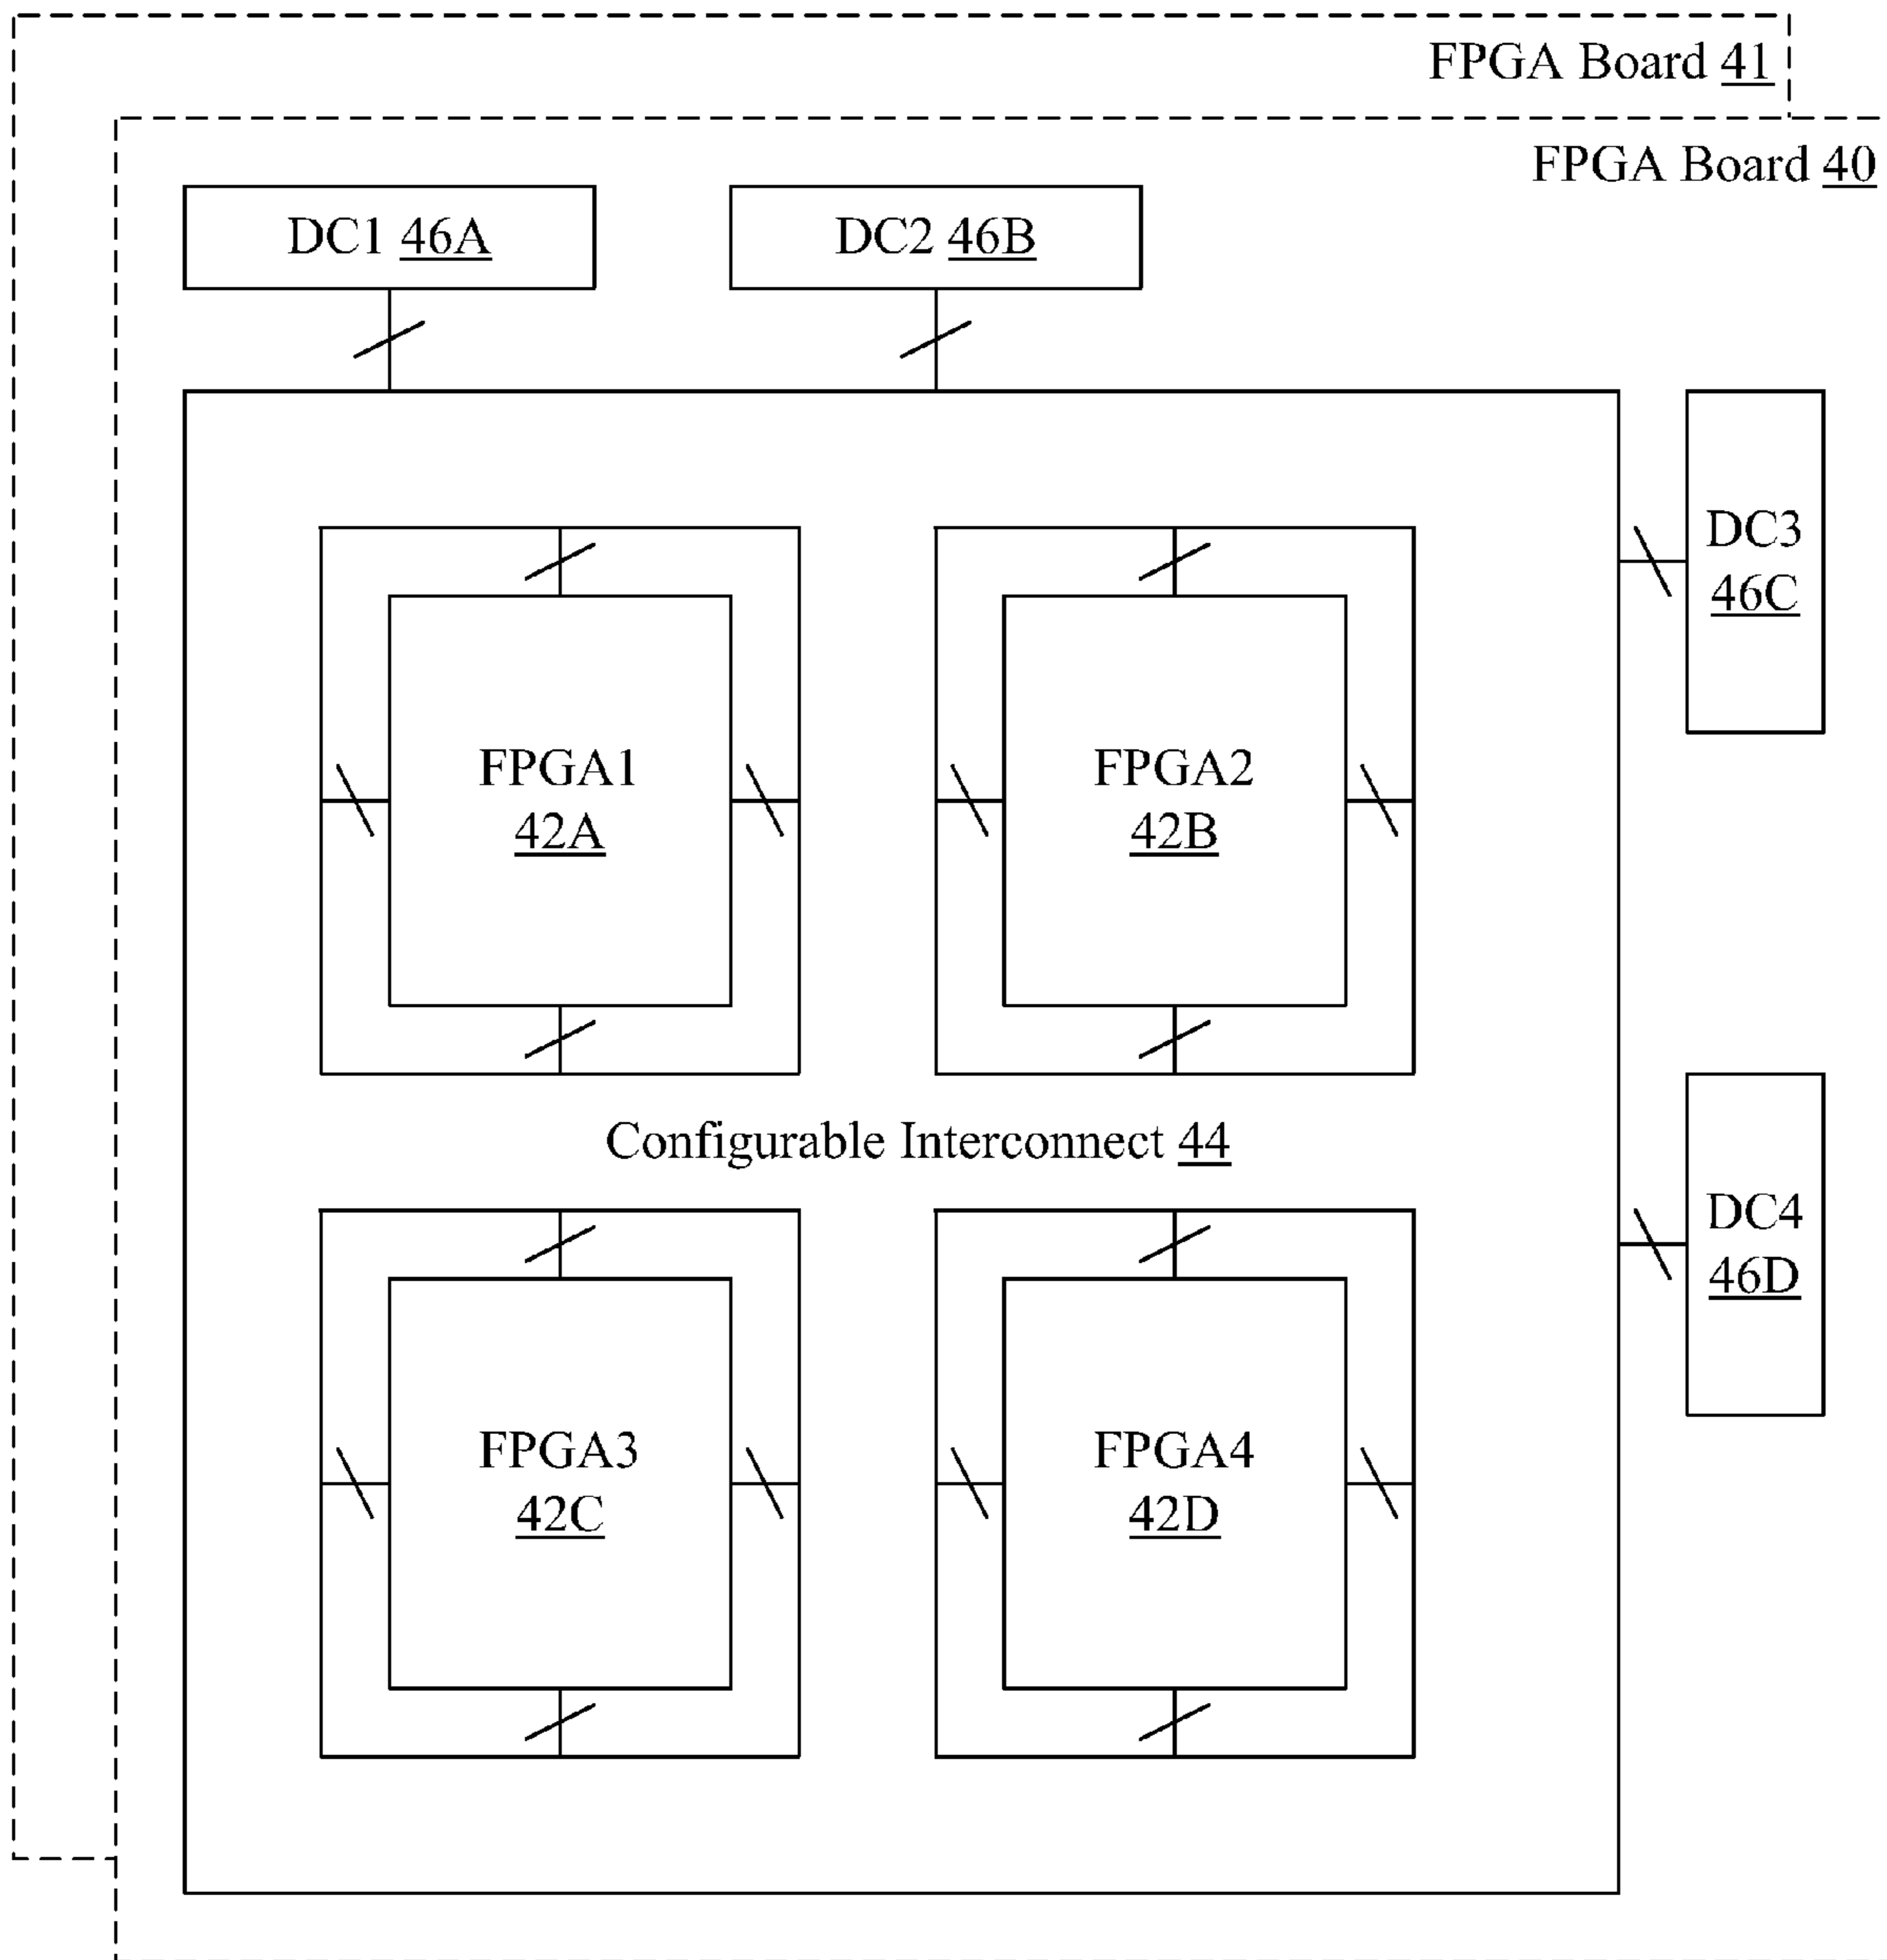 FPGA Board 41
FPGA Board 40
DC1 46A
DC2 46B
DC3
46C
FPGA1
42A
FPGA2
42B
Configurable Interconnect 44
DC4
46D
FPGA3
42C
FPGA4
42D